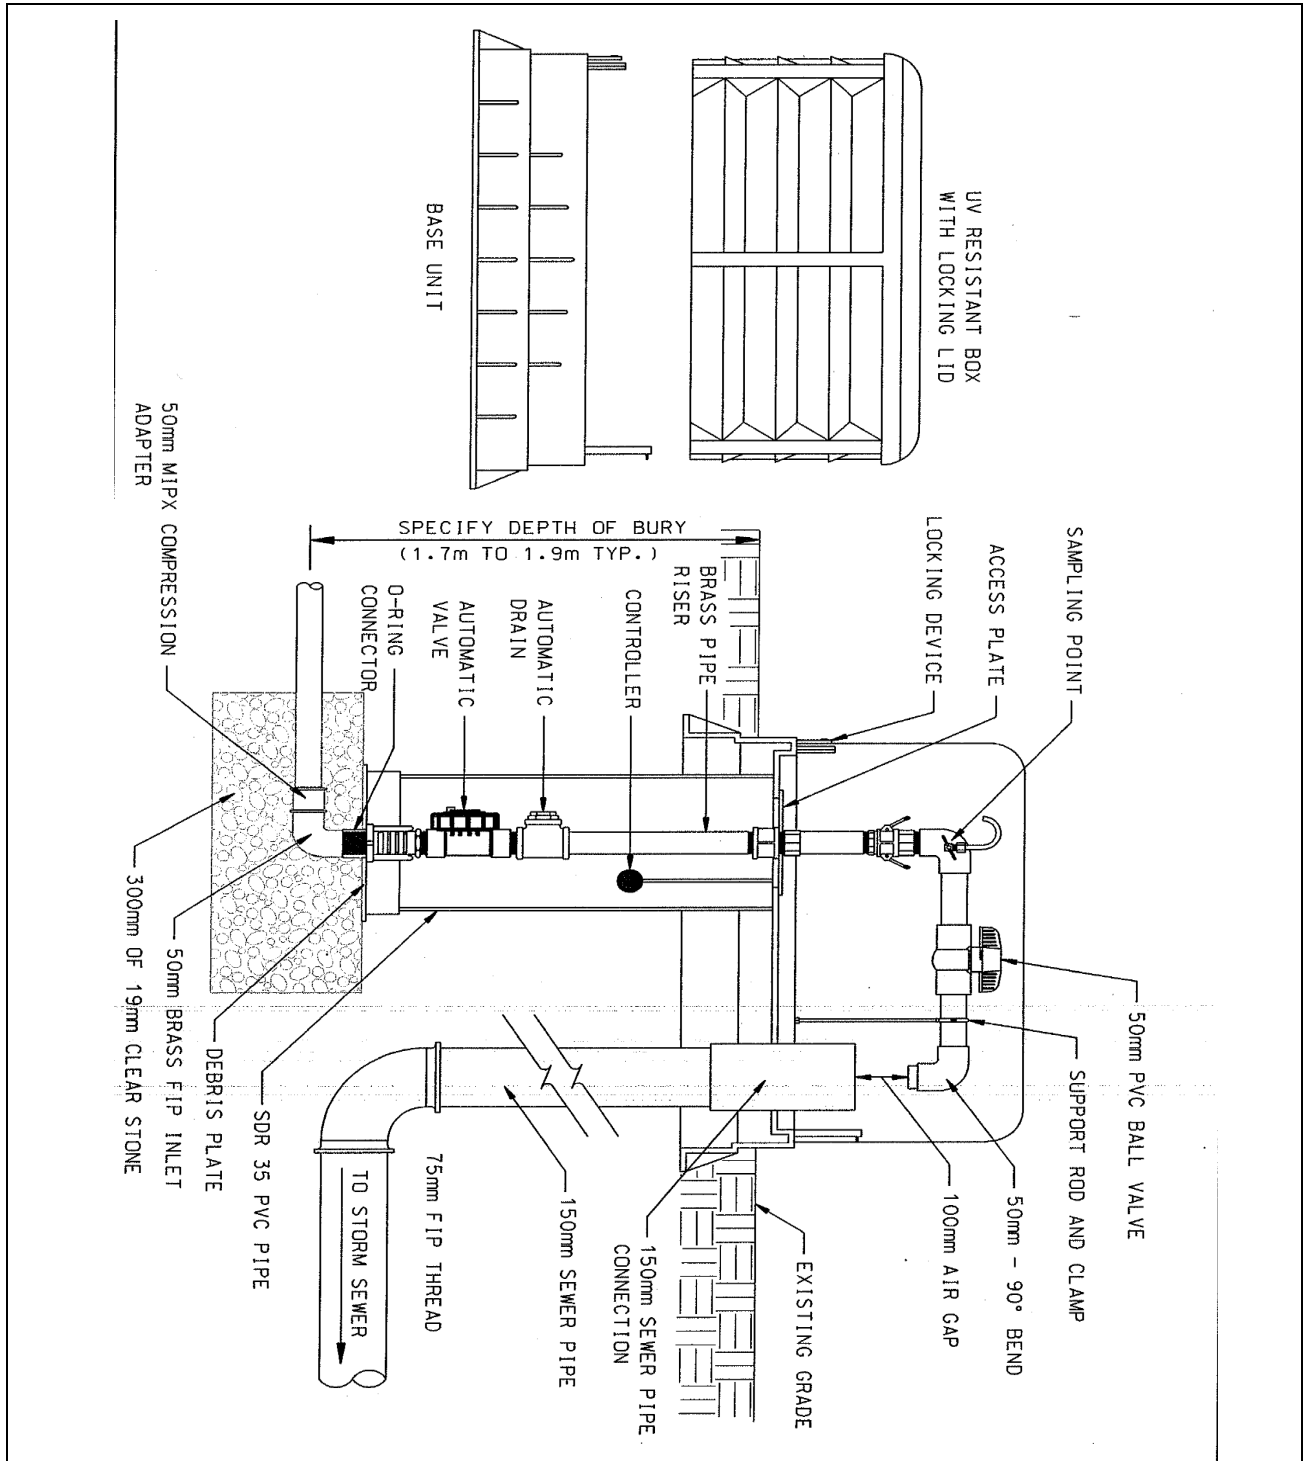 UV RESISTANT BOX
WITH LOCKING LID
BASE UNIT
SAMPLING POINT
ACCESS PLATE
LOCKING DEVICE
SPECIFY DEPTH OF BURY
(1.7m TO 1.9m TYP.)
BRASS PIPE
RISER
CONTROLLER
AUTOMATIC
DRAIN
AUTOMATIC
VALVE
O-RING
CONNECTOR
50mm MIPX COMPRESSION
ADAPTER
50mm PVC BALL VALVE
SUPPORT ROD AND CLAMP
50mm - 90° BEND
100mm AIR GAP
EXISTING GRADE
150mm SEWER PIPE
CONNECTION
150mm SEWER PIPE
75mm FIP THREAD
TO STORM SEWER
SDR 35 PVC PIPE
DEBRIS PLATE
50mm BRASS FIP INLET
300mm OF 19mm CLEAR STONE